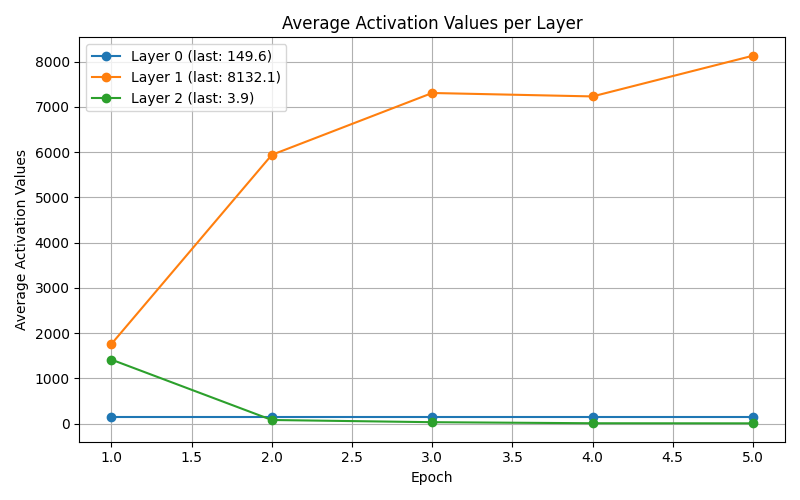 Average Activation Values per Layer
Layer 0 (last: 149.6)
Layer 1 (last: 8132.1)
Layer 2 (last: 3.9)
Average Activation Values
8000
7000
6000
5000
4000
3000
2000
1000
0
1.0 1.5 2.0 2.5 3.0 3.5 4.0 4.5 5.0
Epoch